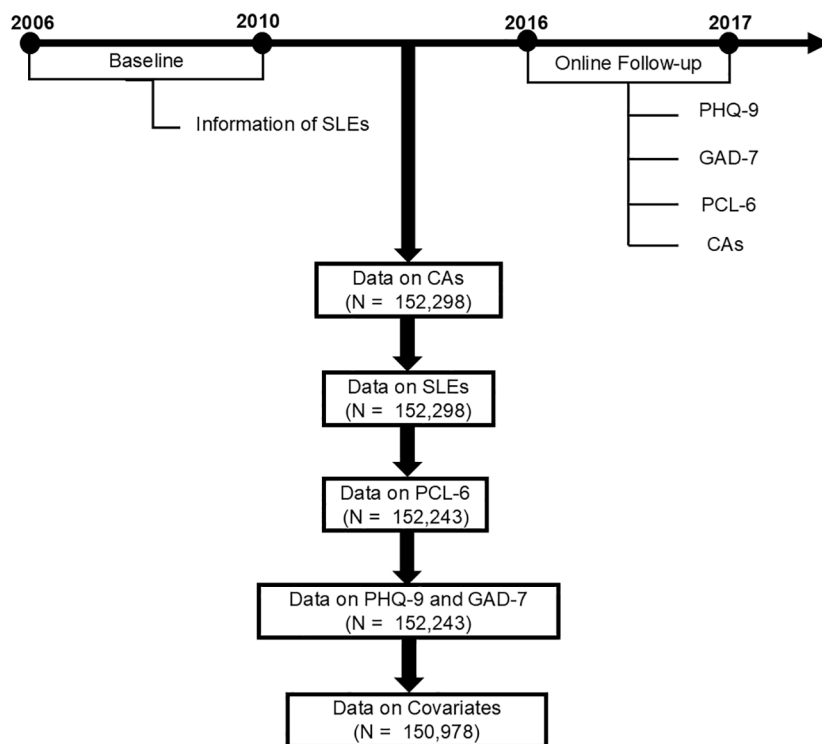 2006
2010
2016
2017
Baseline
Online Follow-up
Information of SLEs
PHQ-9
GAD-7
PCL-6
CAs
Data on CAs
(N = 152,298)
Data on SLEs
(N = 152,298)
Data on PCL-6
(N = 152,243)
Data on PHQ-9 and GAD-7
(N = 152,243)
Data on Covariates
(N = 150,978)